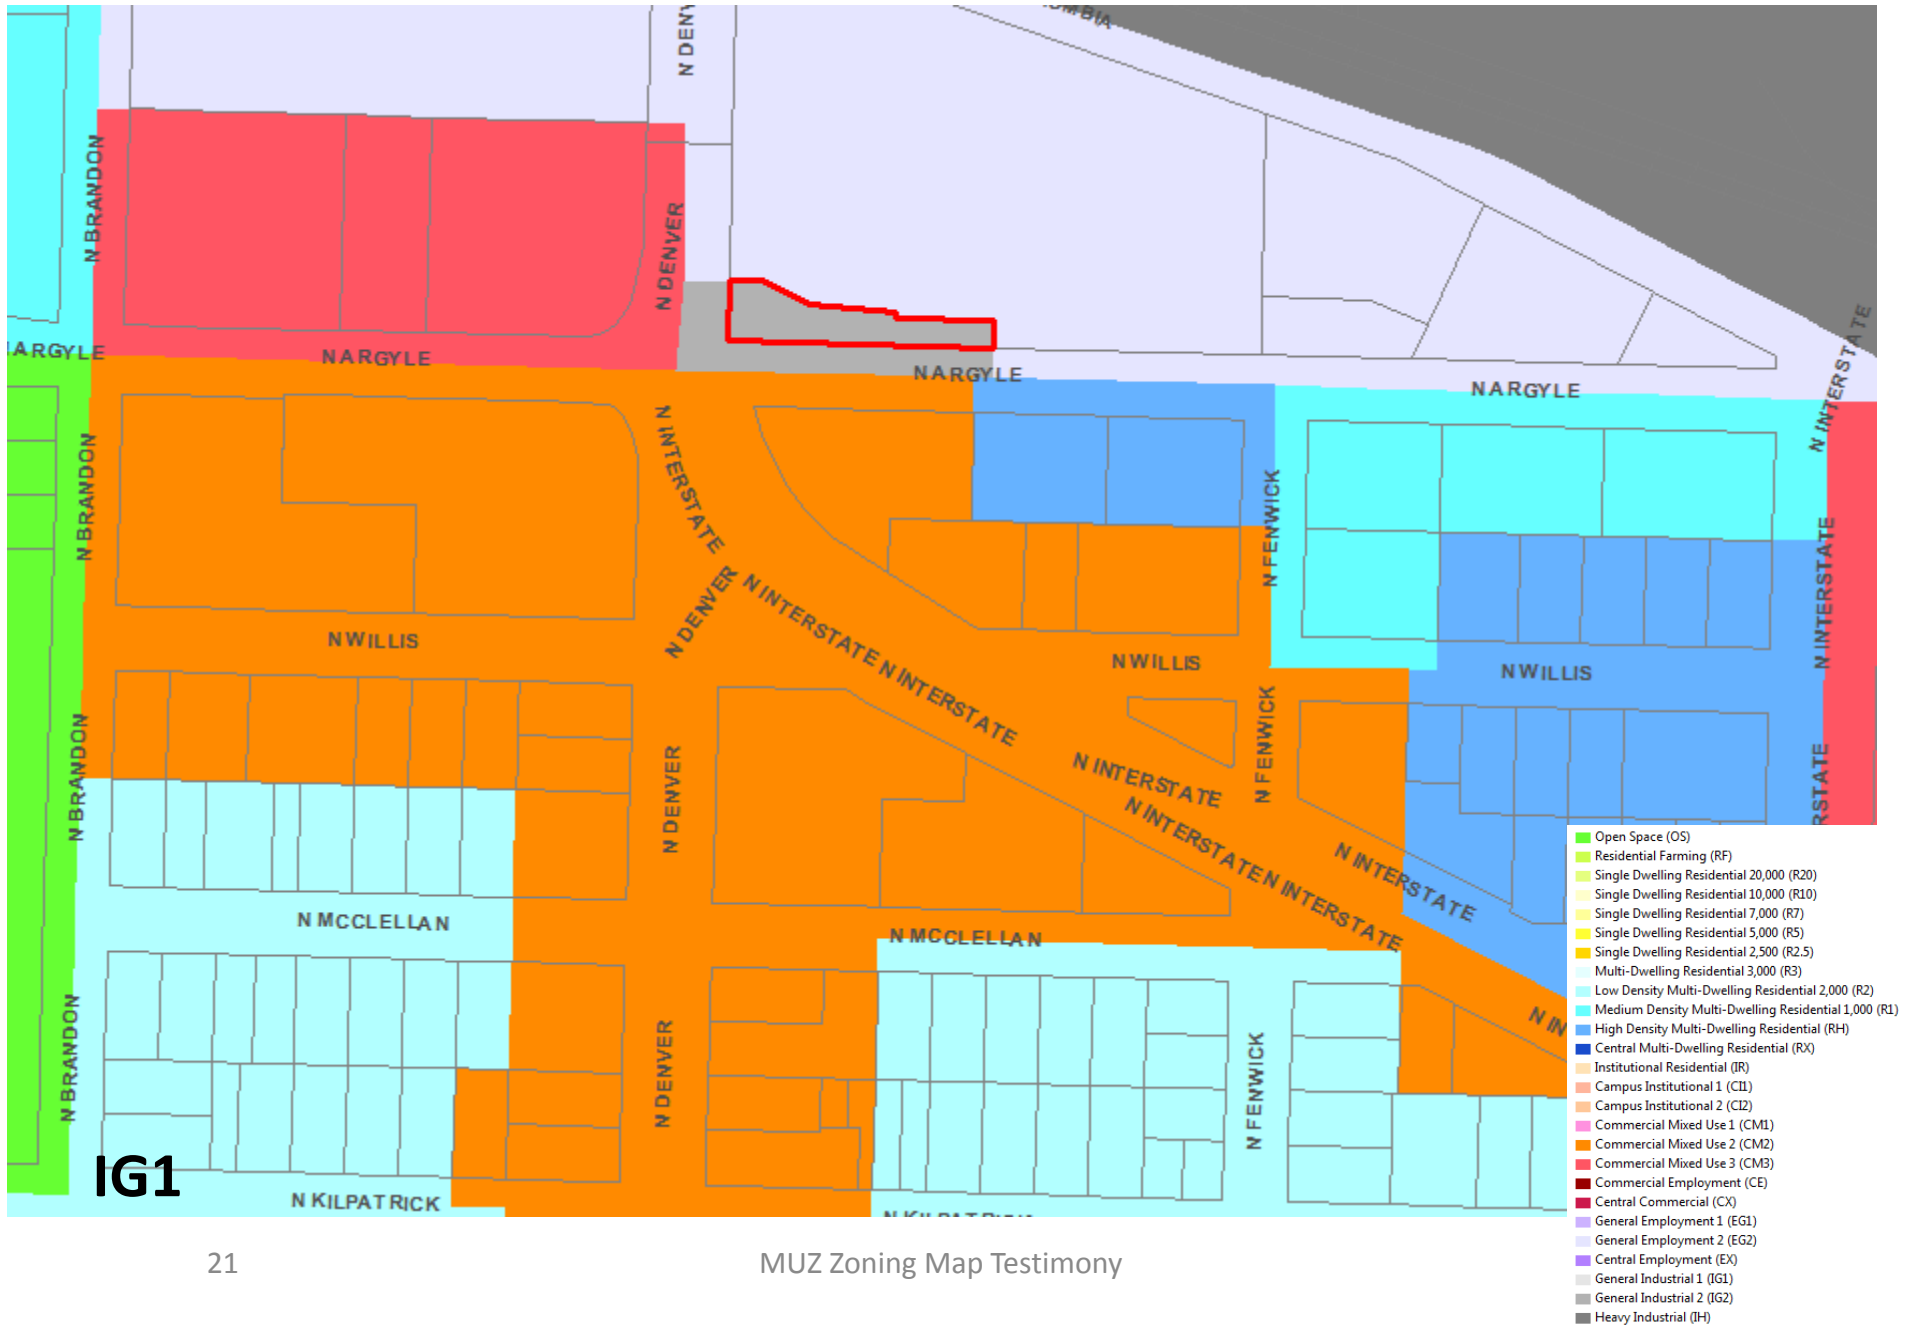 N BRANDON
N DENVER
N ARGYLE
N ARGYLE
N ARGYLE
N BRANDON
N INTERSTATE
N INTERSTATE
N FENWICK
N INTERSTATE
N DENVER
N WILLIS
N INTERSTATE
N INTERSTATE
N WILLIS
N WILLIS
N BRANDON
N DENVER
N FENWICK
N INTERSTATE
N INTERSTATE
N INTERSTATE
N INTERSTATE
N MCCLELLAN
N MCCLELLAN
N BRANDON
N DENVER
N FENWICK
IG1
N KILPATRICK
Open Space (OS)
Residential Farming (RF)
Single Dwelling Residential 20,000 (R20)
Single Dwelling Residential 10,000 (R10)
Single Dwelling Residential 7,000 (R7)
Single Dwelling Residential 5,000 (R5)
Single Dwelling Residential 2,500 (R2.5)
Multi-Dwelling Residential 3,000 (R3)
Low Density Multi-Dwelling Residential 2,000 (R2)
Medium Density Multi-Dwelling Residential 1,000 (R1)
High Density Multi-Dwelling Residential (RH)
Central Multi-Dwelling Residential (RX)
Institutional Residential (IR)
Campus Institutional 1 (CI1)
Campus Institutional 2 (CI2)
Commercial Mixed Use 1 (CM1)
Commercial Mixed Use 2 (CM2)
Commercial Mixed Use 3 (CM3)
Commercial Employment (CE)
Central Commercial (CX)
General Employment 1 (EG1)
General Employment 2 (EG2)
Central Employment (EX)
General Industrial 1 (IG1)
General Industrial 2 (IG2)
Heavy Industrial (IH)
21
MUZ Zoning Map Testimony